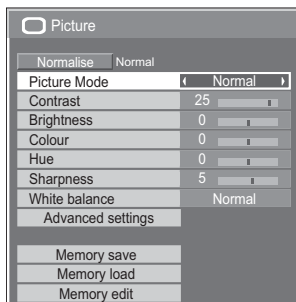 Picture
Normalise Normal
Picture Mode Normal
Contrast 25
Brightness 0
Colour 0
Hue 0
Sharpness 5
White balance Normal
Advanced settings
Memory save
Memory load
Memory edit